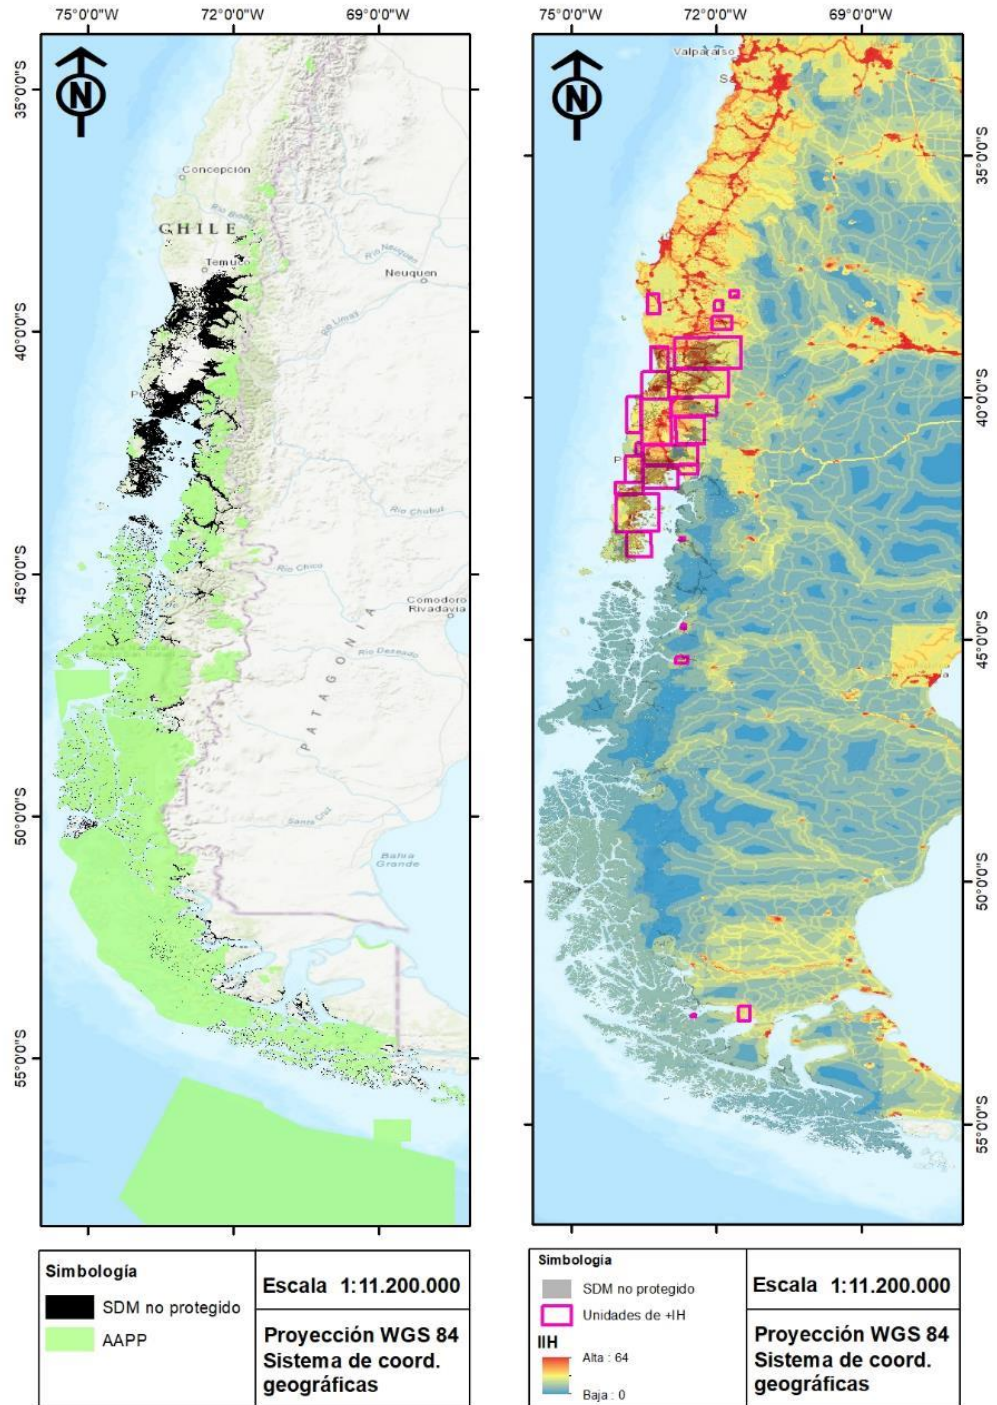 75°0'0"W 72°0'0"W 69°0'0"W
35°0'0"S
40°0'0"S
45°0'0"S
50°0'0"S
55°0'0"S
N
Concepción
CHILE
Temuco
Neuquen
Río Neuquén
Río Limay
Río Chubut
Río Chico
Comodoro
Rivadavia
Río Deseado
PATAGONIA
Santa Cruz
Bahía
Grande
Simbología
SDM no protegido
AAPP
Escala 1:11.200.000
Proyección WGS 84
Sistema de coord.
geográficas
75°0'0"W 72°0'0"W 69°0'0"W
35°0'0"S
40°0'0"S
45°0'0"S
50°0'0"S
55°0'0"S
N
Valparaíso
Simbología
SDM no protegido
Unidades de +IH
IIH
Alta : 64
Baja : 0
Escala 1:11.200.000
Proyección WGS 84
Sistema de coord.
geográficas